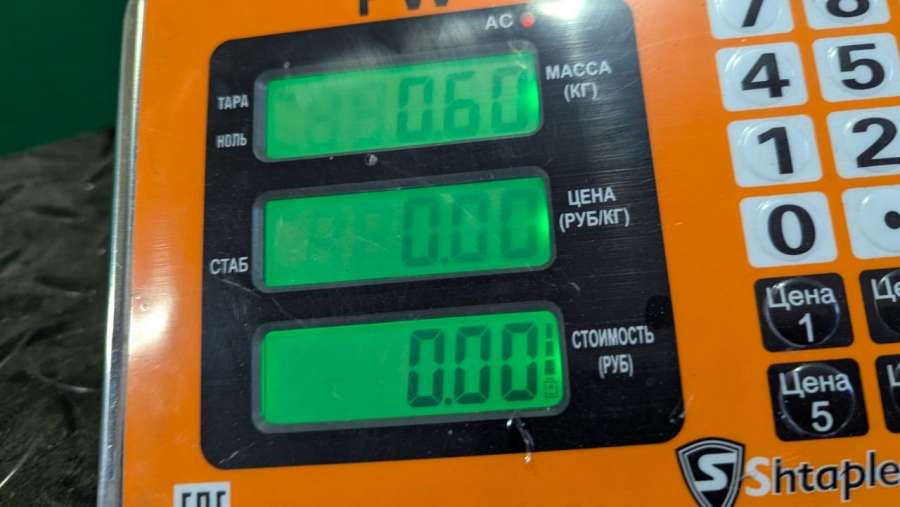 AC
ТАРА
НОЛЬ
0.60
МАССА
(КГ)
СТАБ
0.00
ЦЕНА
(РУБ/КГ)
0.00
СТОИМОСТЬ
(РУБ)
7 8
4 5
1 2
0 .
Цена
1
Цена
5
Shtaple